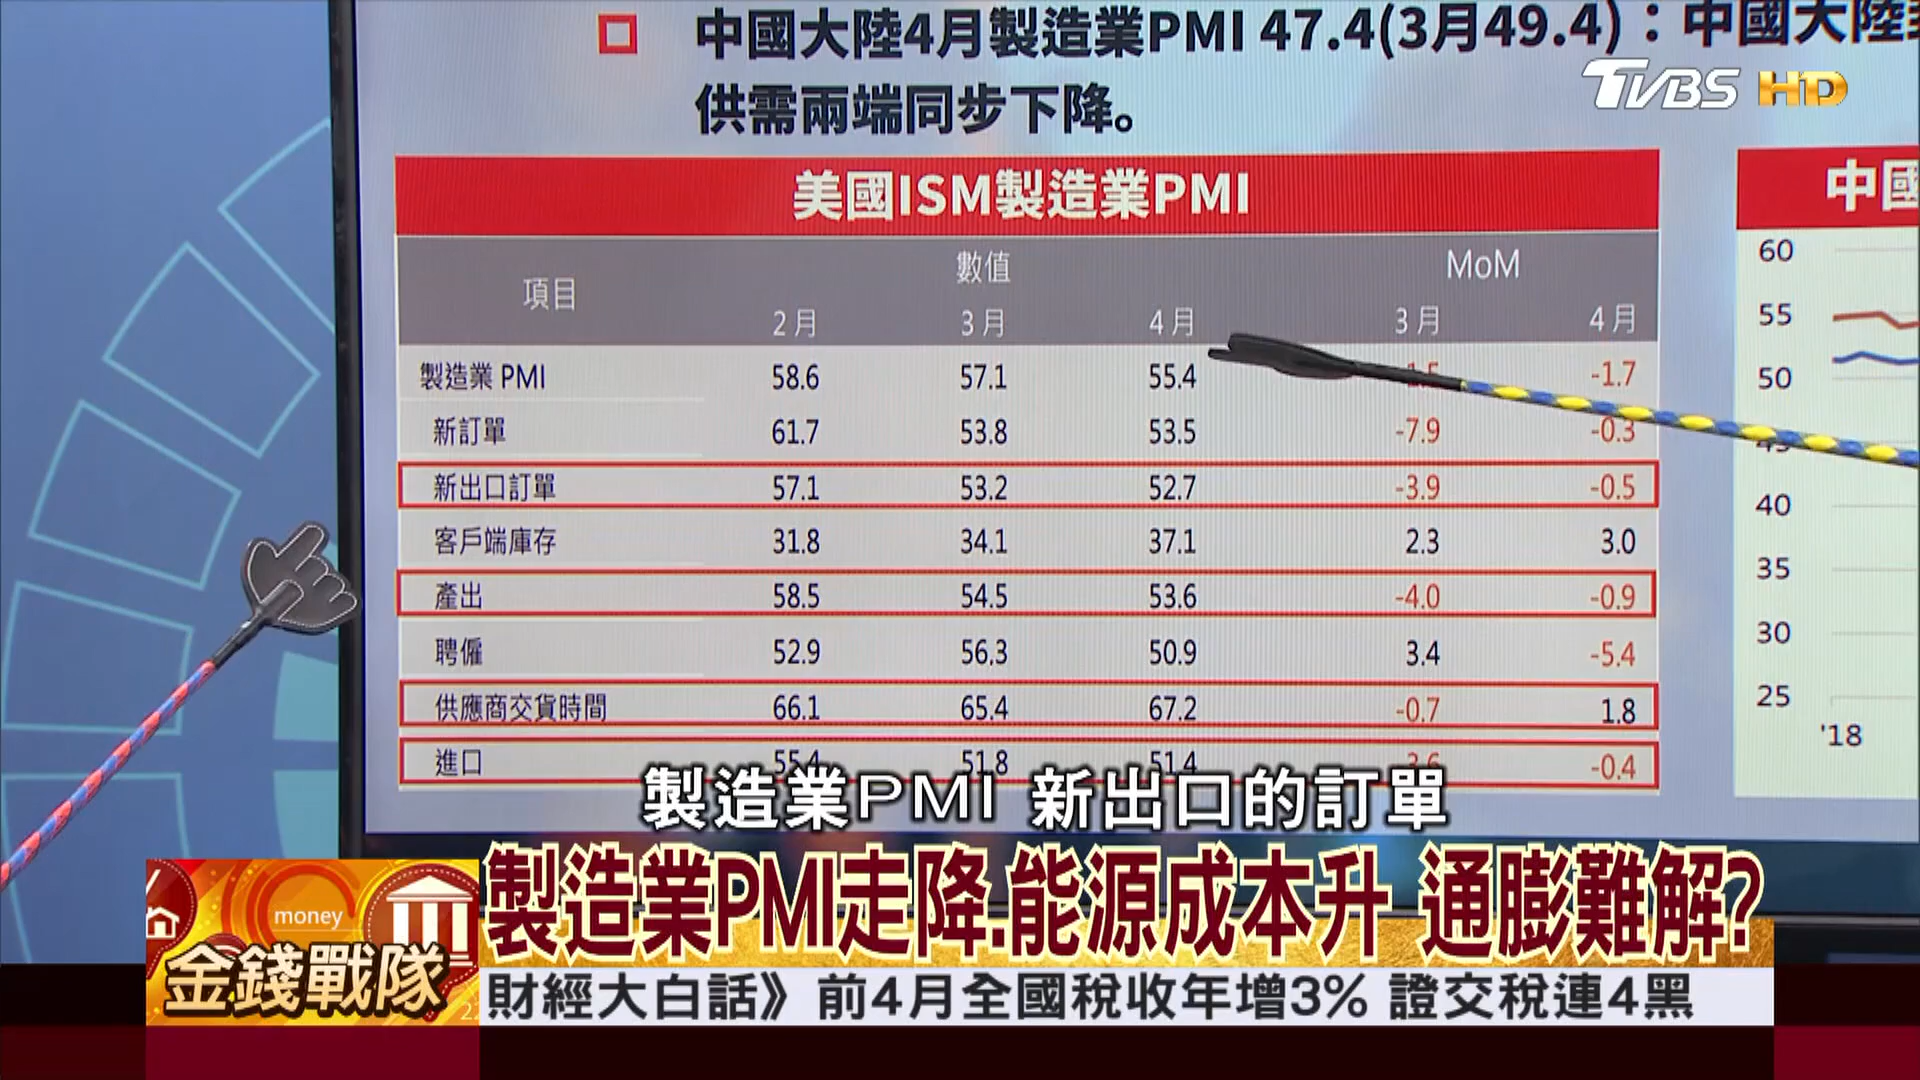 中國大陸4月製造業PMI 47.4(3月49.4)：中國大陸
供需兩端同步下降。
TVBS HD
美國ISM製造業PMI
中國
項目 數值 MoM
2月 3月 4月 3月 4月
製造業 PMI 58.6 57.1 55.4 -1.7
新訂單 61.7 53.8 53.5 -7.9 -0.3
新出口訂單 57.1 53.2 52.7 -3.9 -0.5
客戶端庫存 31.8 34.1 37.1 2.3 3.0
產出 58.5 54.5 53.6 -4.0 -0.9
聘僱 52.9 56.3 50.9 3.4 -5.4
供應商交貨時間 66.1 65.4 67.2 -0.7 1.8
進口 55.4 51.8 51.4 -0.4
60
55
50
45
40
35
30
25
'18
製造業PMI 新出口的訂單
製造業PMI走降.能源成本升 通膨難解?
money
金錢戰隊
財經大白話》前4月全國稅收年增3% 證交稅連4黑